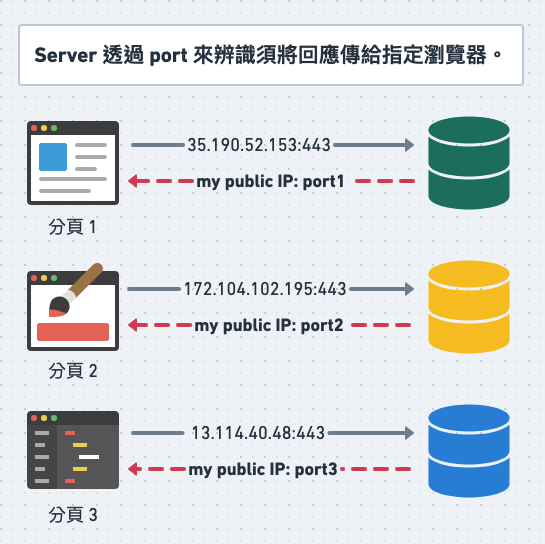 Server 透過 port 來辨識須將回應傳給指定瀏覽器。
35.190.52.153:443
my public IP: port1
分頁 1
172.104.102.195:443
my public IP: port2
分頁 2
13.114.40.48:443
my public IP: port3
分頁 3